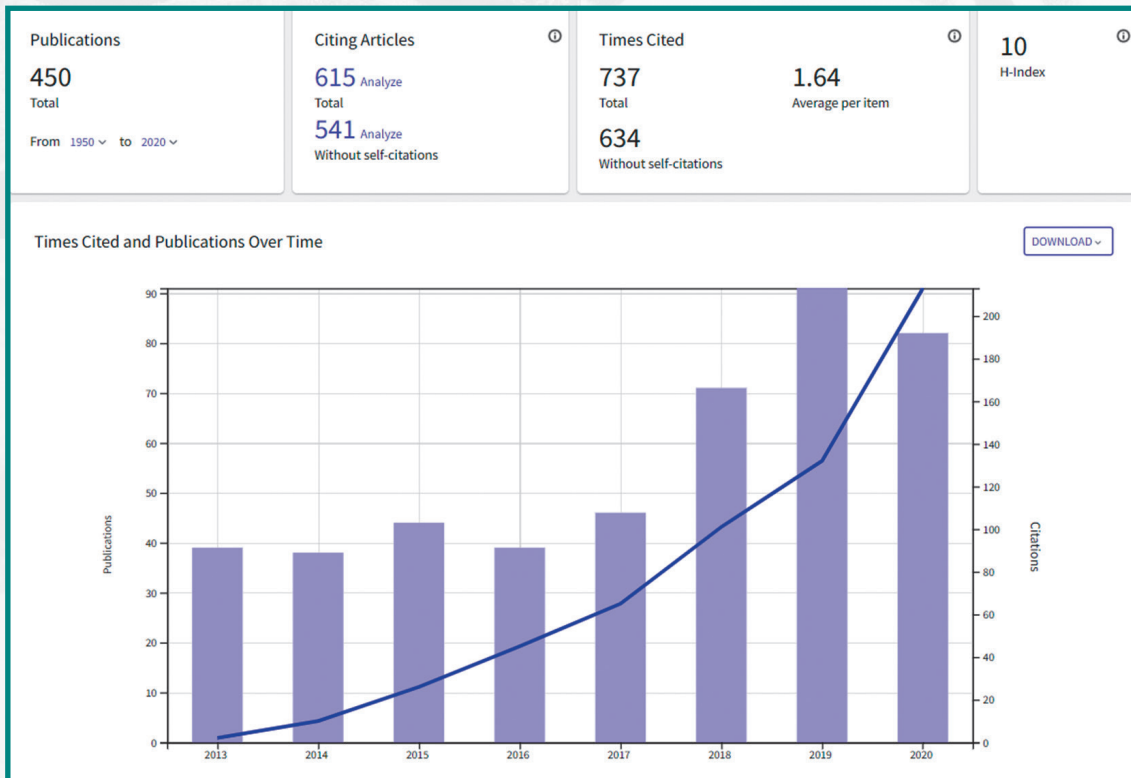 Publications
450
Total
From 1950 to 2020
Citing Articles
615 Analyze
Total
541 Analyze
Without self-citations
Times Cited
737
Total
634
Without self-citations
1.64
Average per item
10
H-Index
Times Cited and Publications Over Time
DOWNLOAD
90
80
70
60
50
40
30
20
10
0
Publications
200
180
160
140
120
100
80
60
40
20
0
Citations
2013 2014 2015 2016 2017 2018 2019 2020